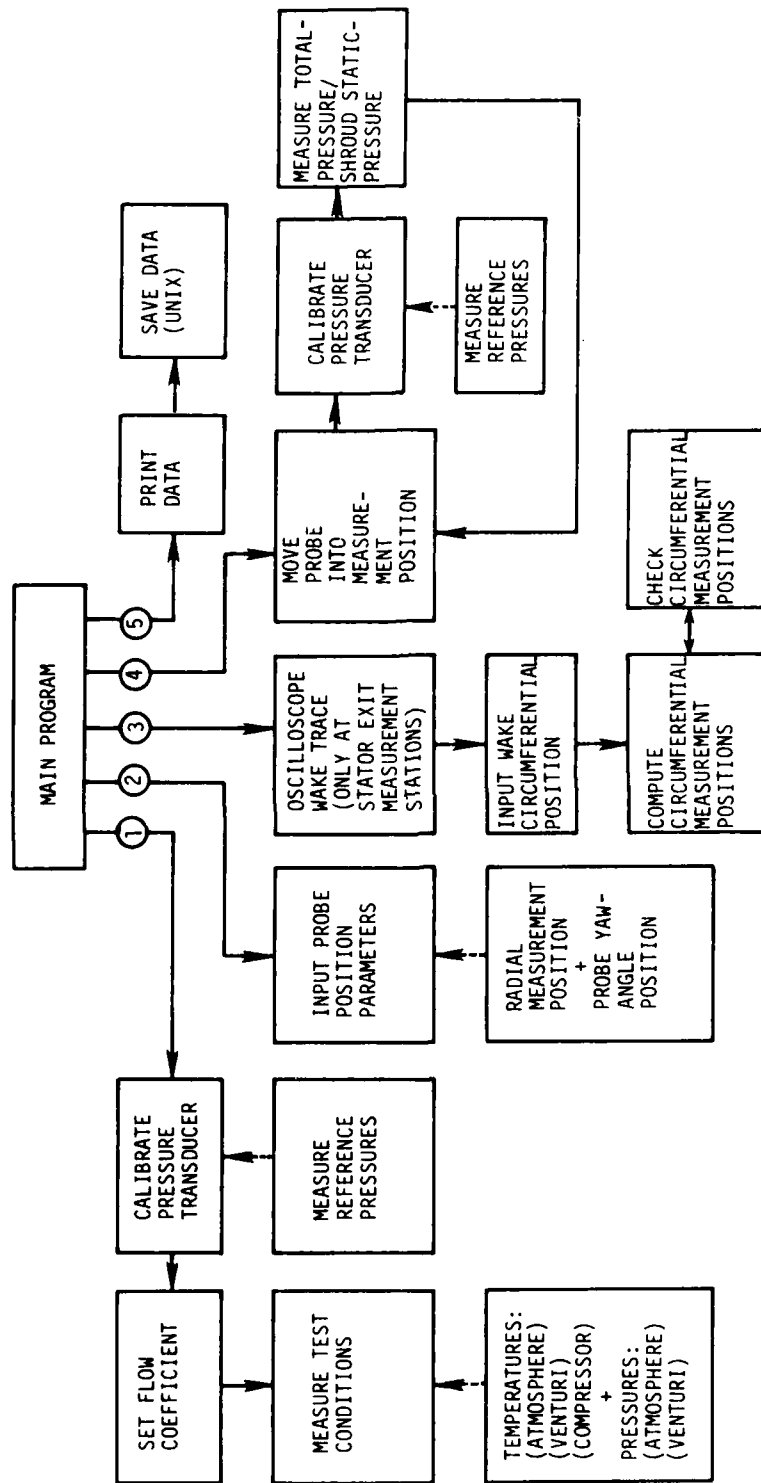 MAIN PROGRAM
1
2
3
4
5
SET FLOW
COEFFICIENT
CALIBRATE
PRESSURE
TRANSDUCER
MEASURE TEST
CONDITIONS
MEASURE
REFERENCE
PRESSURES
TEMPERATURES:
(ATMOSPHERE)
(VENTURI)
(COMPRESSOR)
+
PRESSURES:
(ATMOSPHERE)
(VENTURI)
INPUT PROBE
POSITION
PARAMETERS
RADIAL
MEASUREMENT
POSITION
+
PROBE YAW-
ANGLE
POSITION
OSCILLOSCOPE
WAKE TRACE
(ONLY AT
STATOR EXIT
MEASUREMENT
STATIONS)
INPUT WAKE
CIRCUMFERENTIAL
POSITION
COMPUTE
CIRCUMFERENTIAL
MEASUREMENT
POSITIONS
CHECK
CIRCUMFERENTIAL
MEASUREMENT
POSITIONS
MOVE
PROBE
INTO
MEASURE-
MENT
POSITION
CALIBRATE
PRESSURE
TRANSDUCER
MEASURE
REFERENCE
PRESSURES
MEASURE TOTAL-
PRESSURE/
SHROUD STATIC-
PRESSURE
PRINT
DATA
SAVE DATA
(UNIX)